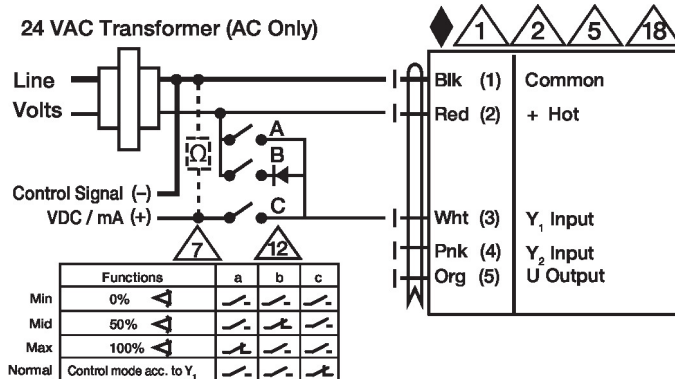 24 VAC Transformer (AC Only)
1 2 5 18
Line
Volts
Blk (1) Common
Red (2) + Hot
A
Ω
B
Control Signal (–)
VDC / mA (+)
C
Wht (3) Y1 Input
Pnk (4) Y2 Input
Org (5) U Output
7 12
Functions a b c
Min 0%
Mid 50%
Max 100%
Normal Control mode acc. to Y1